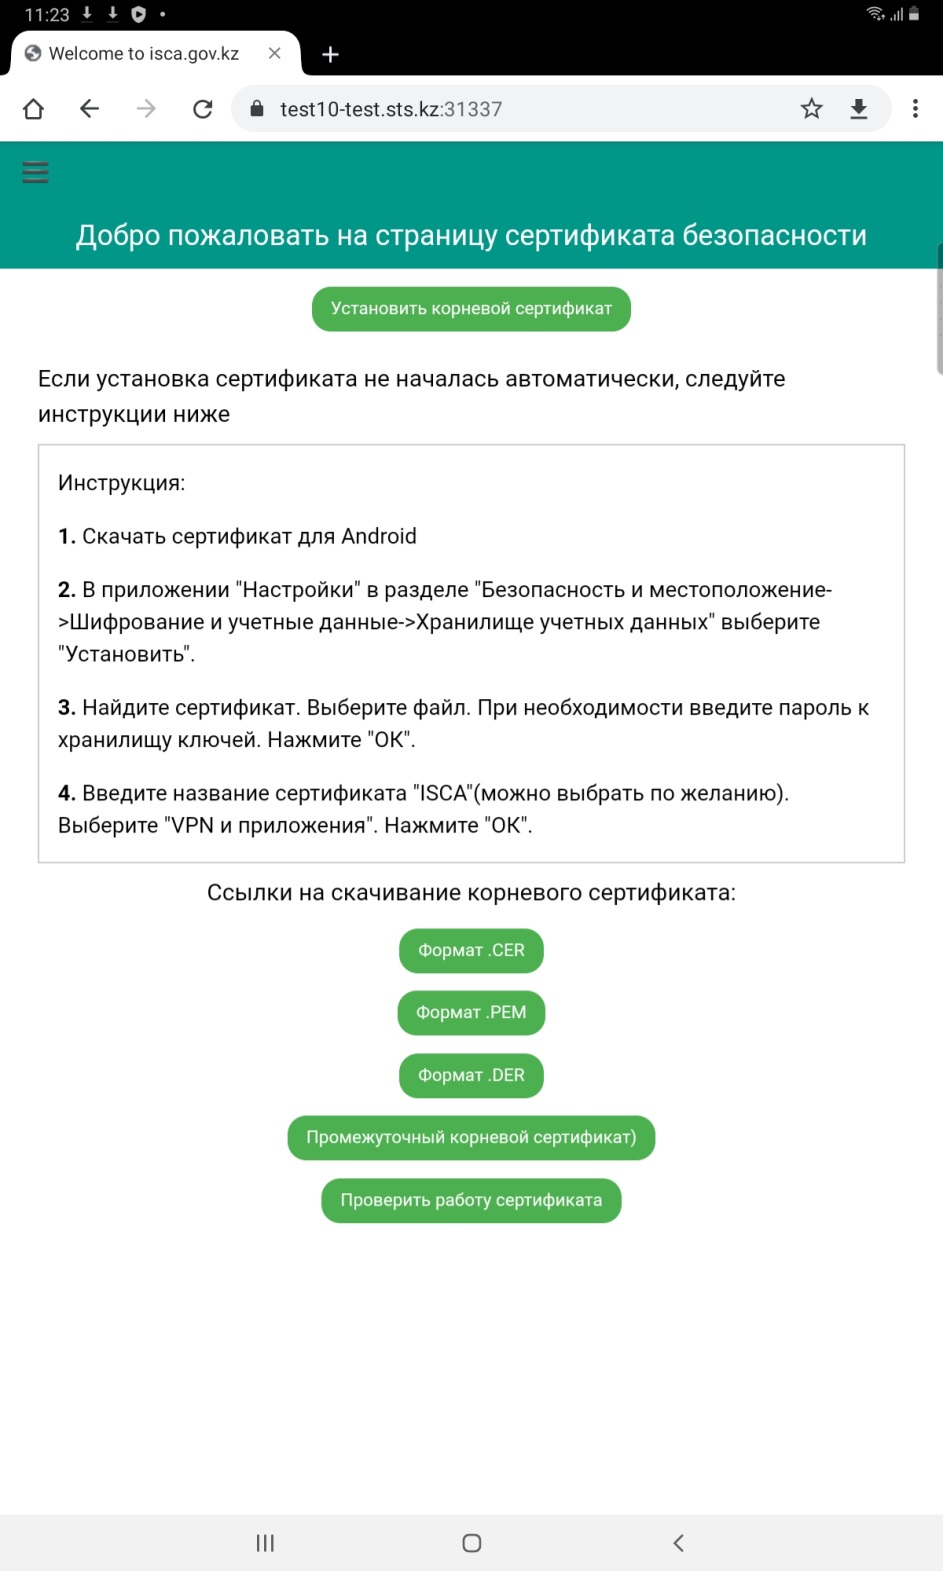 11:23
Welcome to isca.gov.kz
test10-test.sts.kz:31337
Добро пожаловать на страницу сертификата безопасности
Установить корневой сертификат
Если установка сертификата не началась автоматически, следуйте
инструкции ниже
Инструкция:
1. Скачать сертификат для Android
2. В приложении "Настройки" в разделе "Безопасность и местоположение-
>Шифрование и учетные данные->Хранилище учетных данных" выберите
"Установить".
3. Найдите сертификат. Выберите файл. При необходимости введите пароль к
хранилищу ключей. Нажмите "ОК".
4. Введите название сертификата "ISCA"(можно выбрать по желанию).
Выберите "VPN и приложения". Нажмите "ОК".
Ссылки на скачивание корневого сертификата:
Формат .CER
Формат .PEM
Формат .DER
Промежуточный корневой сертификат)
Проверить работу сертификата